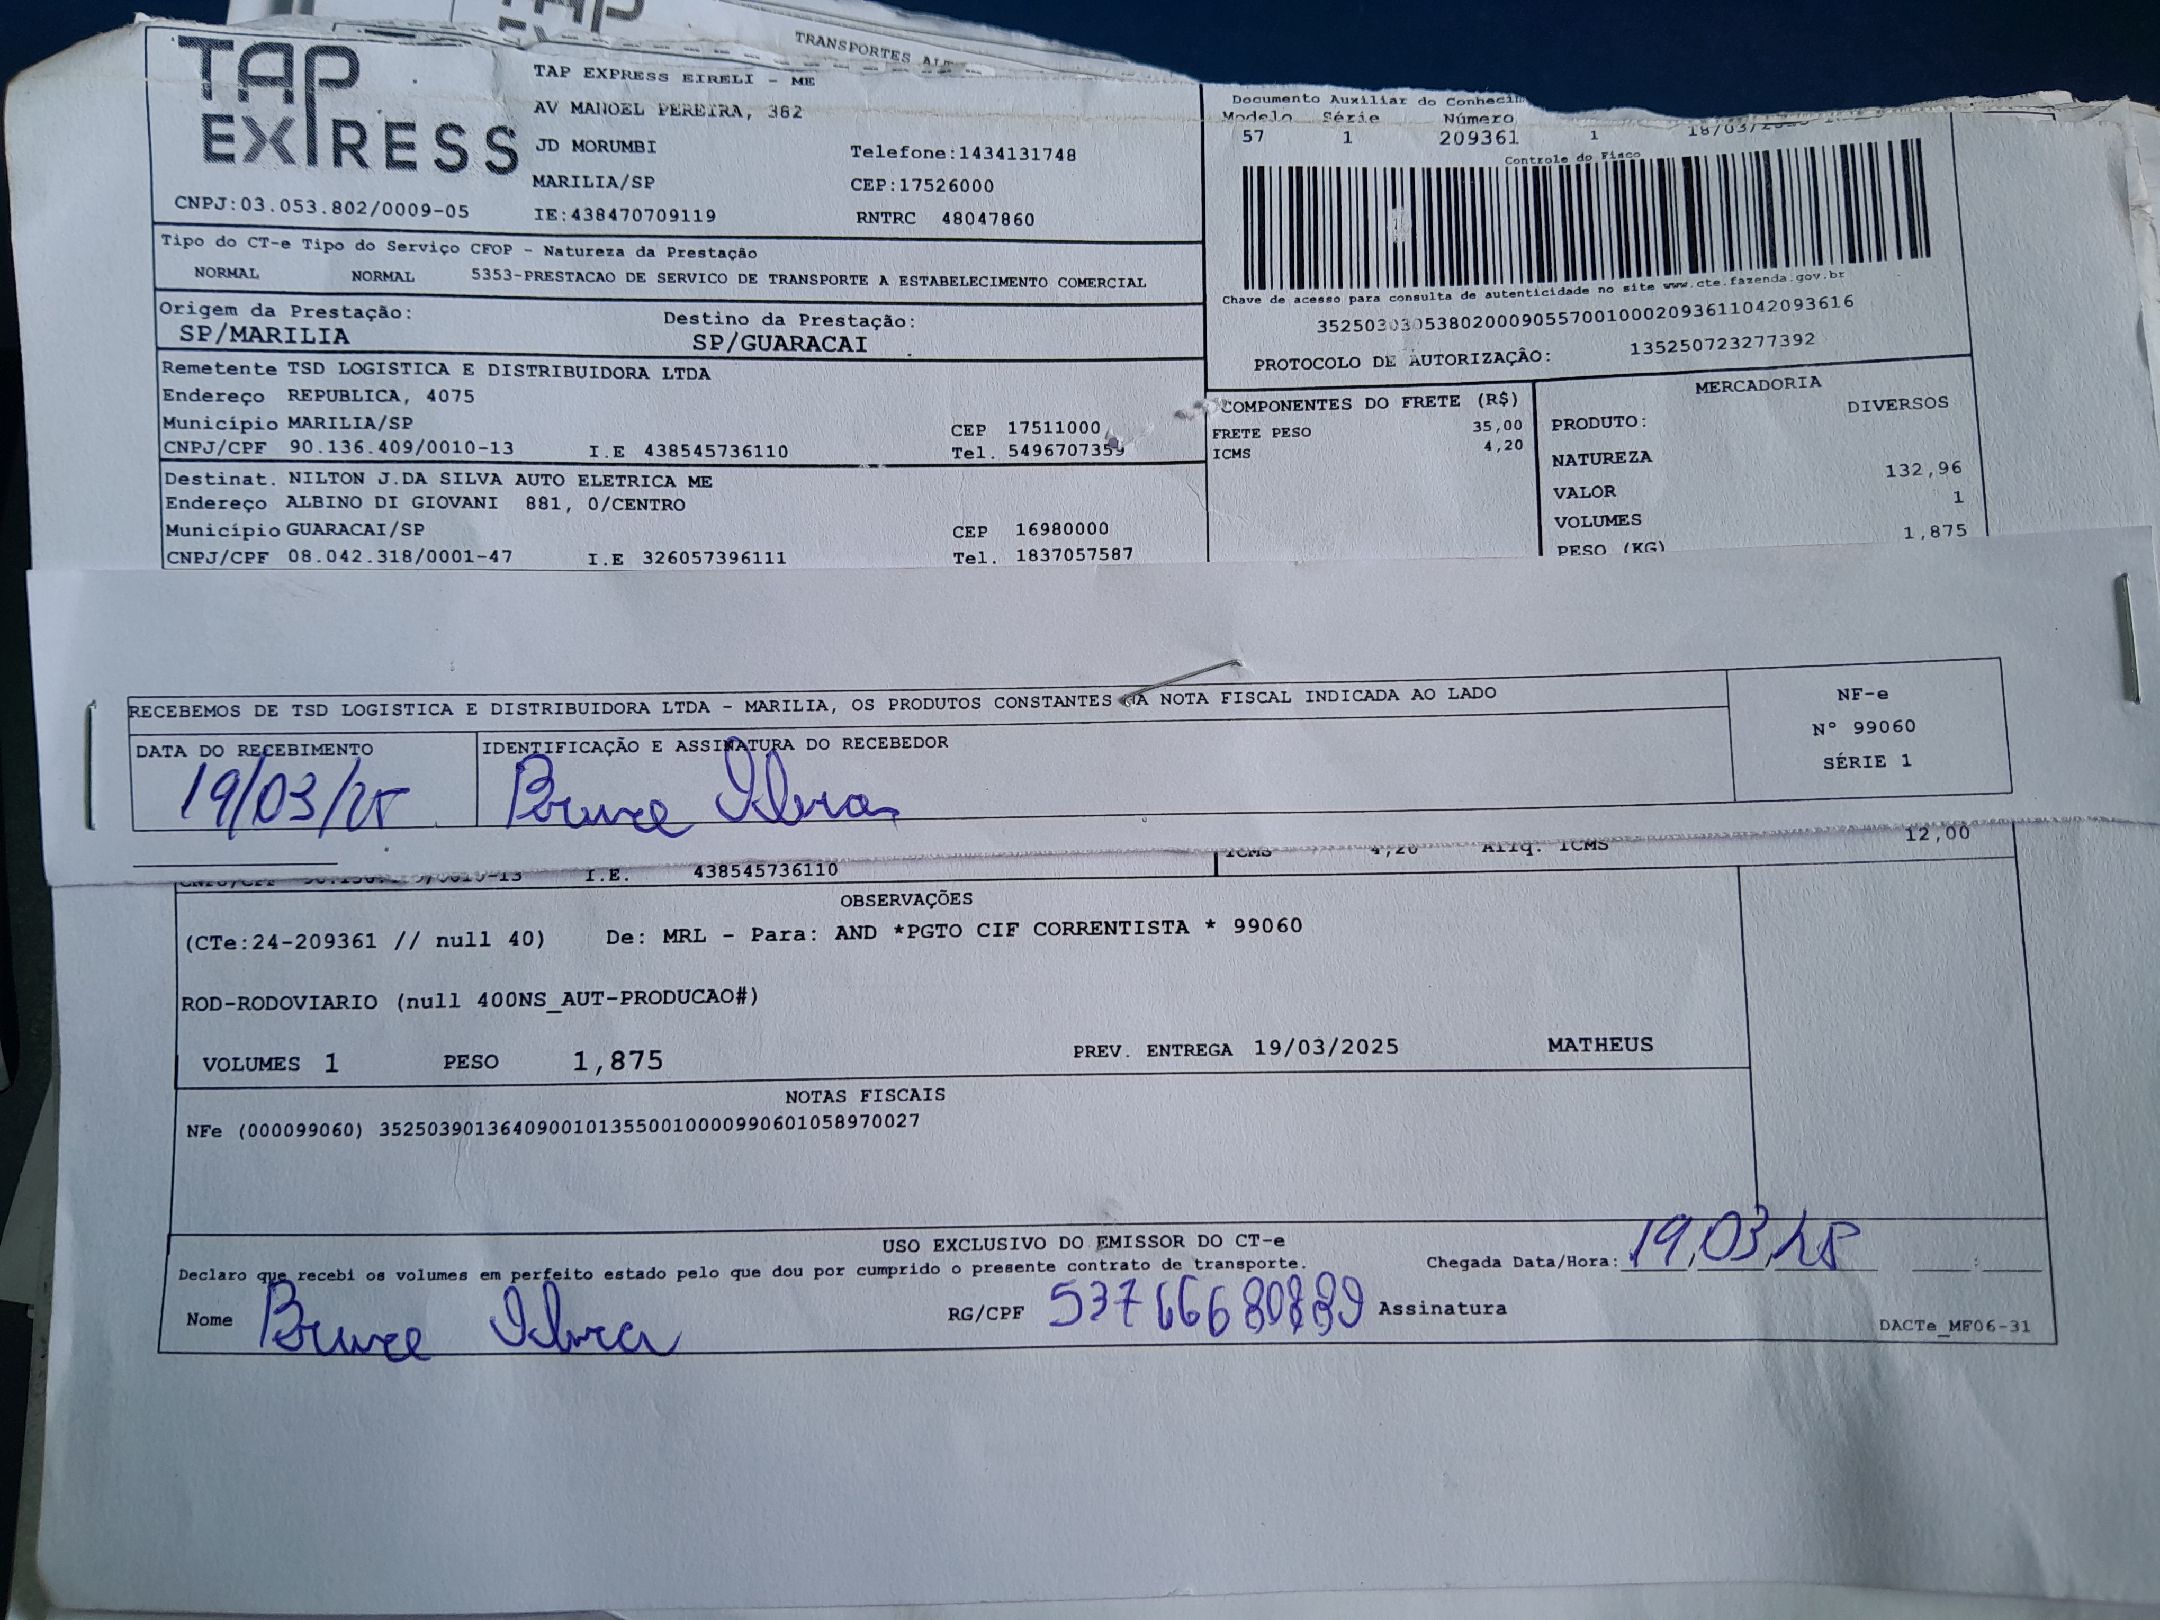 TAP
EXPRESS
TRANSPORTES
TAP EXPRESS EIRELI - ME
AV MANOEL PEREIRA, 362
JD MORUMBI
Telefone:1434131748
MARILIA/SP
CEP:17526000
CNPJ:03.053.802/0009-05
IE:438470709119
RNTRC 48047860
Documento Auxiliar do
Modelo Série Número
57 1 209361 1
Controle do Fisco
Chave de acesso para consulta de autenticidade no site www.cte.fazenda.gov.br
35250303053802000905570010002093611042093616
PROTOCOLO DE AUTORIZAÇÃO: 135250723277392
Tipo do CT-e Tipo do Serviço CFOP - Natureza da Prestação
NORMAL NORMAL 5353-PRESTACAO DE SERVICO DE TRANSPORTE A ESTABELECIMENTO COMERCIAL
Origem da Prestação: Destino da Prestação:
SP/MARILIA SP/GUARACAI
Remetente TSD LOGISTICA E DISTRIBUIDORA LTDA
Endereço REPUBLICA, 4075
Município MARILIA/SP CEP 17511000
CNPJ/CPF 90.136.409/0010-13 I.E 438545736110 Tel. 5496707359
Destinat. NILTON J.DA SILVA AUTO ELETRICA ME
Endereço ALBINO DI GIOVANI 881, 0/CENTRO
Município GUARACAI/SP CEP 16980000
CNPJ/CPF 08.042.318/0001-47 I.E 326057396111 Tel. 1837057587
COMPONENTES DO FRETE (R$)
FRETE PESO 35,00
ICMS 4,20
MERCADORIA
PRODUTO: DIVERSOS
NATUREZA
VALOR 132,96
VOLUMES 1
PESO (KG) 1,875
RECEBEMOS DE TSD LOGISTICA E DISTRIBUIDORA LTDA - MARILIA, OS PRODUTOS CONSTANTES NA NOTA FISCAL INDICADA AO LADO
NF-e
Nº 99060
SÉRIE 1
DATA DO RECEBIMENTO
19/03/25
IDENTIFICAÇÃO E ASSINATURA DO RECEBEDOR
I.E. 438545736110
ICMS 4,20 Alíq. ICMS 12,00
OBSERVAÇÕES
(CTe:24-209361 // null 40) De: MRL - Para: AND *PGTO CIF CORRENTISTA * 99060
ROD-RODOVIARIO (null 400NS_AUT-PRODUCAO#)
VOLUMES 1 PESO 1,875 PREV. ENTREGA 19/03/2025 MATHEUS
NOTAS FISCAIS
NFe (000099060) 35250390136409001013550010000990601058970027
USO EXCLUSIVO DO EMISSOR DO CT-e
Declaro que recebi os volumes em perfeito estado pelo que dou por cumprido o presente contrato de transporte.
Chegada Data/Hora: 19,03,25
Nome
RG/CPF
Assinatura
DACTe_MF06-31